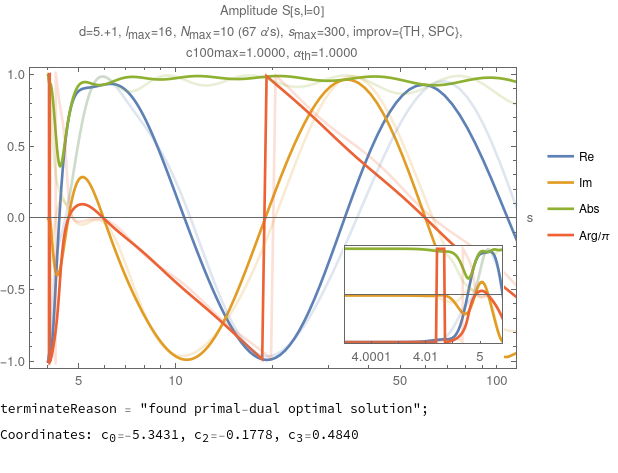 Amplitude S[s,l=0]
d=5.+1, lmax=16, Nmax=10 (67 α's), smax=300, improv={TH, SPC},
c100max=1.0000, αth=1.0000
1.0
0.5
0.0
-0.5
-1.0
5
10
50
100
s
4.0001
4.01
5
Re
Im
Abs
Arg/π
terminateReason = "found primal-dual optimal solution";
Coordinates: c0=-5.3431, c2=-0.1778, c3=0.4840